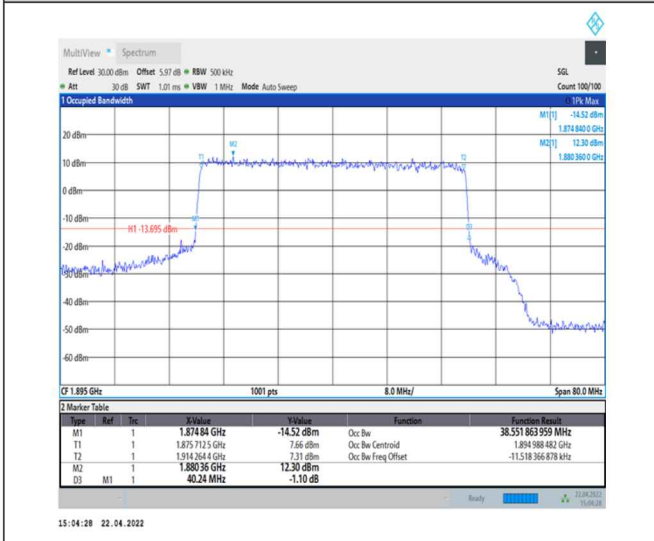 MultiView Spectrum
Ref Level 30.00 dBm Offset 5.97 dB RBW 500 kHz SGL
Att 30 dB SWT 1.01 ms VBW 1 MHz Mode Auto Sweep Count 100/100
1 Occupied Bandwidth 1Pk Max
M1[1] -14.52 dBm
1.874 840 0 GHz
M2[1] 12.30 dBm
1.880 360 0 GHz
20 dBm
M2
T1 T2
10 dBm
0 dBm
-10 dBm
M1
H1 -13.695 dBm
D3
-20 dBm
-30 dBm
-40 dBm
-50 dBm
-60 dBm
CF 1.895 GHz 1001 pts 8.0 MHz/ Span 80.0 MHz
2 Marker Table
Type Ref Trc X-Value Y-Value Function Function Result
M1 1 1.874 84 GHz -14.52 dBm Occ Bw 38.551 863 959 MHz
T1 1 1.875 712 5 GHz 7.66 dBm Occ Bw Centroid 1.894 988 482 GHz
T2 1 1.914 264 4 GHz 7.31 dBm Occ Bw Freq Offset -11.518 366 878 kHz
M2 1 1.880 36 GHz 12.30 dBm
D3 M1 1 40.24 MHz -1.10 dB
Ready 22.04.2022
15:04:28
15:04:28 22.04.2022